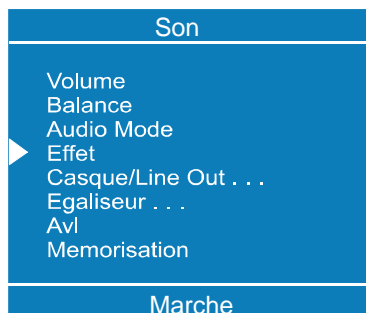 Son
Volume
Balance
Audio Mode
Effet
Casque/Line Out . . .
Egaliseur . . .
Avl
Memorisation
Marche